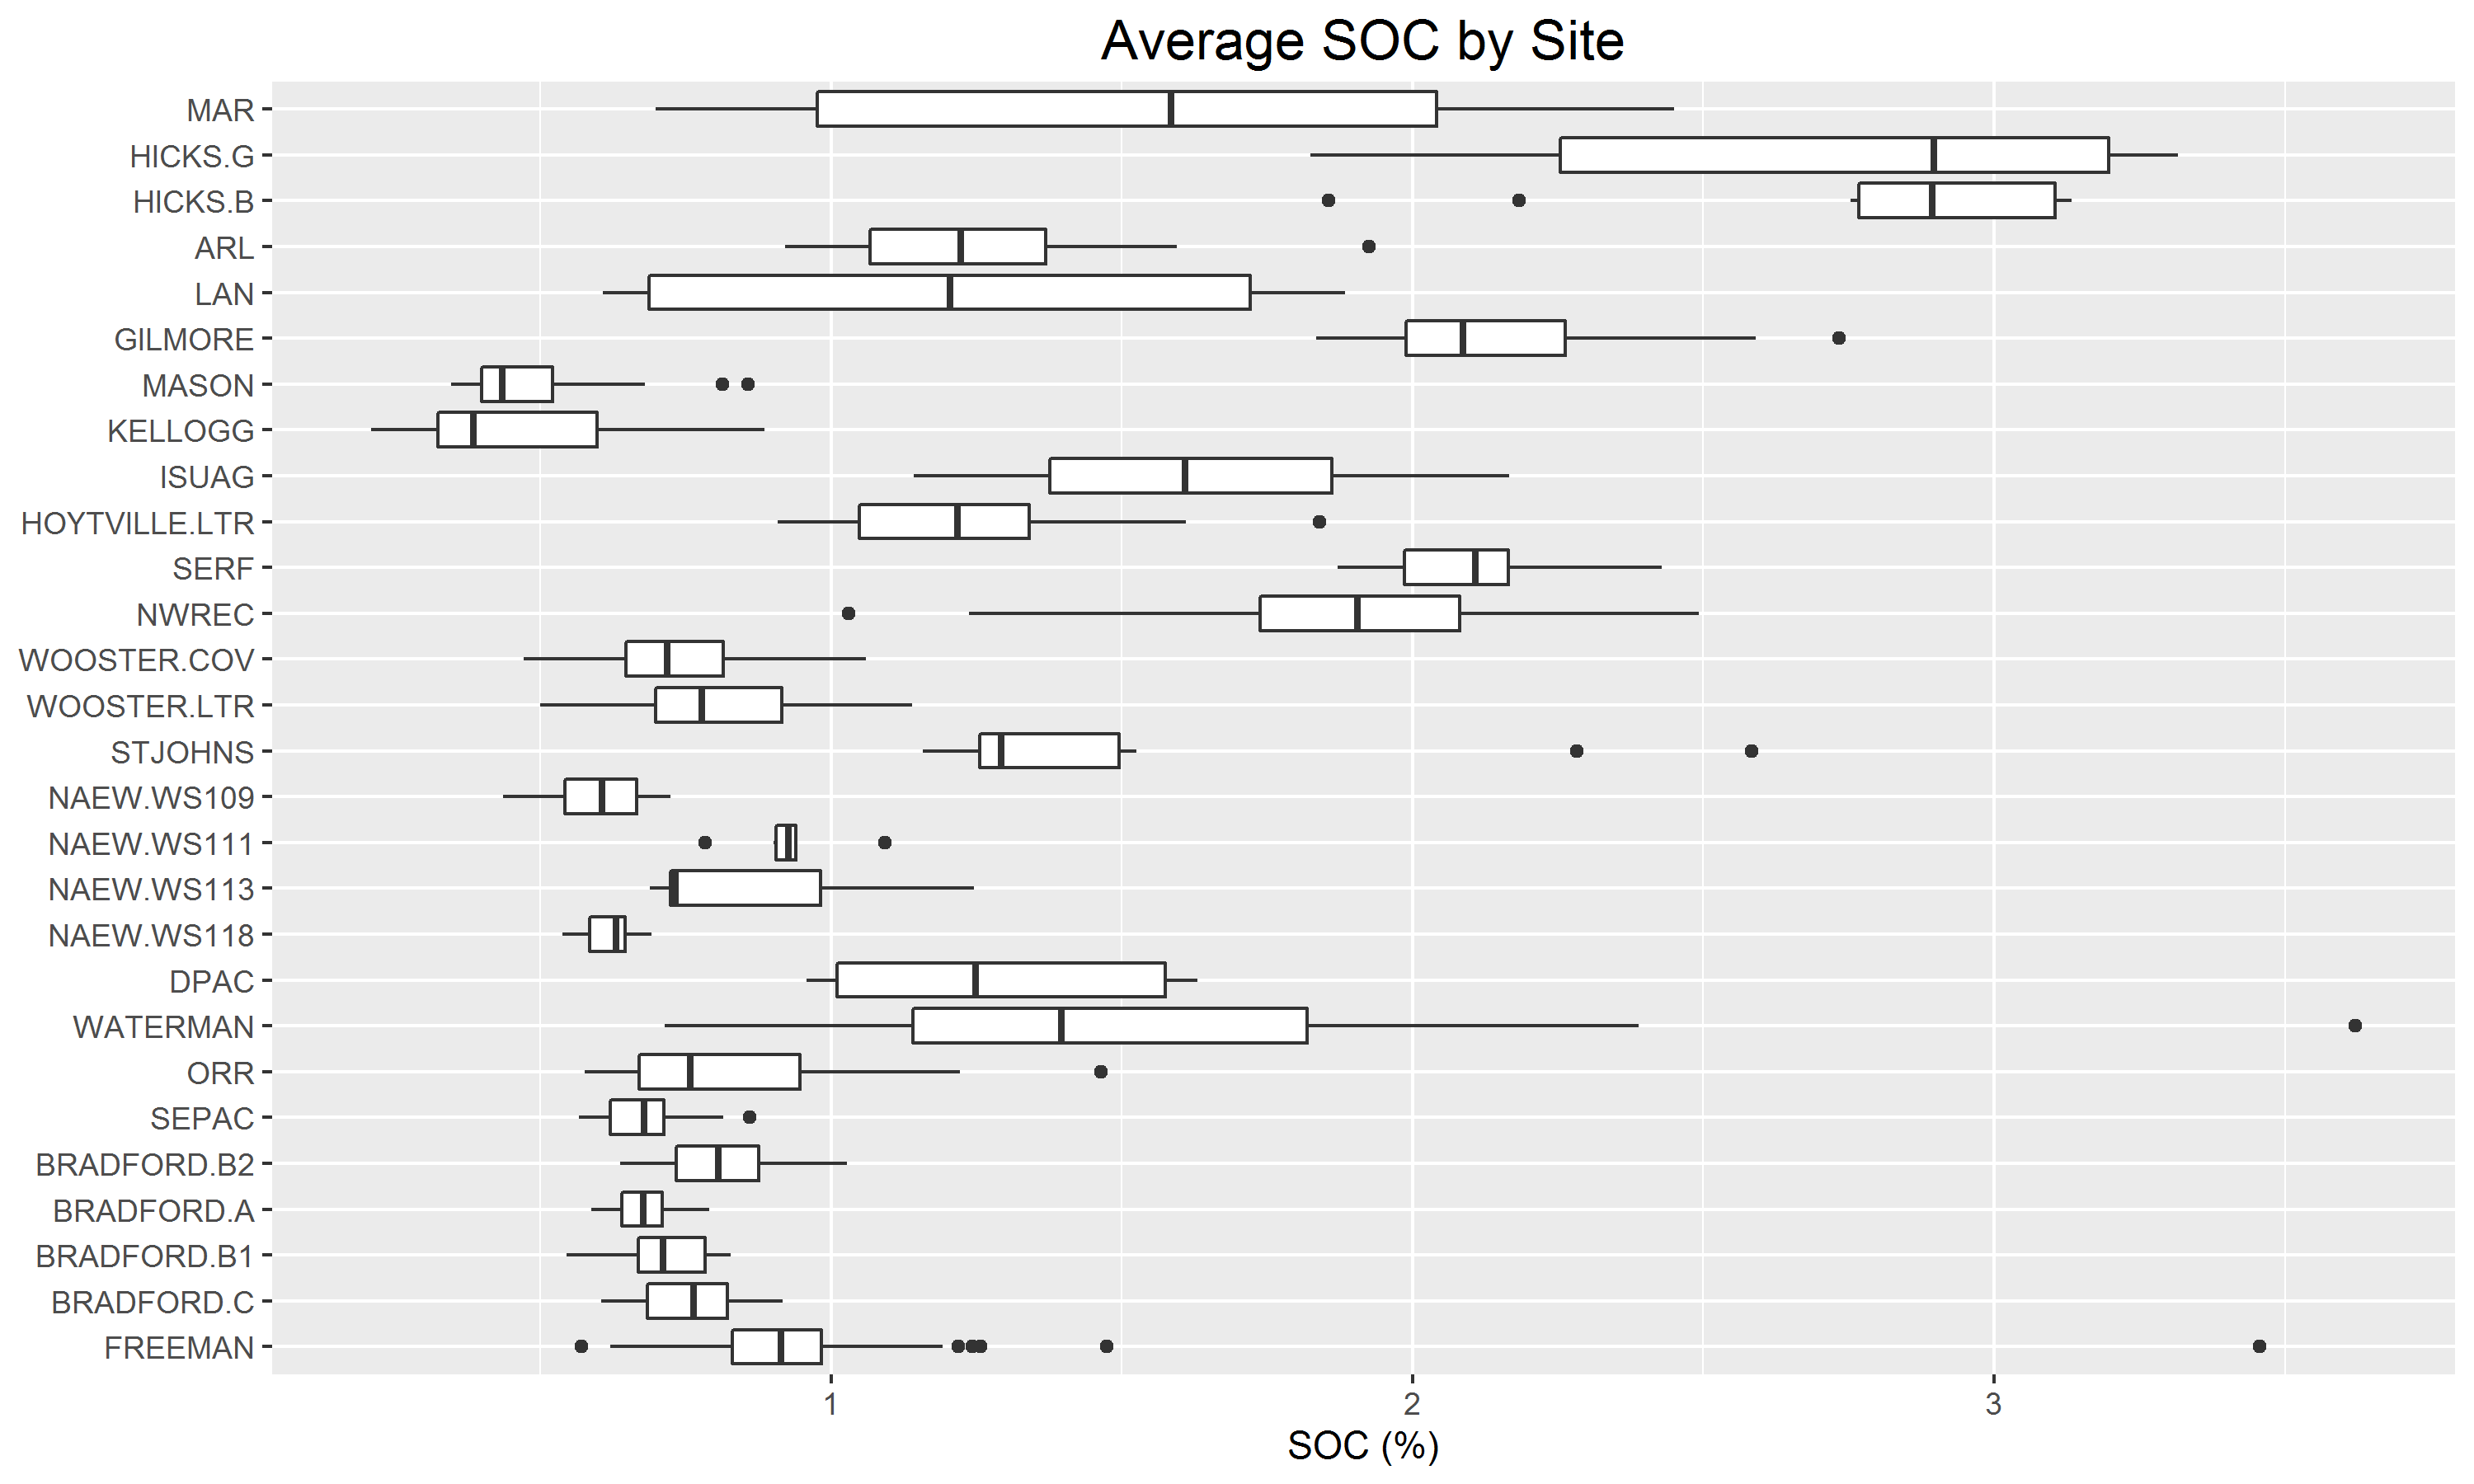 Average SOC by Site
MAR
HICKS.G
HICKS.B
ARL
LAN
GILMORE
MASON
KELLOGG
ISUAG
HOYTVILLE.LTR
SERF
NWREC
WOOSTER.COV
WOOSTER.LTR
STJOHNS
NAEW.WS109
NAEW.WS111
NAEW.WS113
NAEW.WS118
DPAC
WATERMAN
ORR
SEPAC
BRADFORD.B2
BRADFORD.A
BRADFORD.B1
BRADFORD.C
FREEMAN
1 2 3
SOC (%)